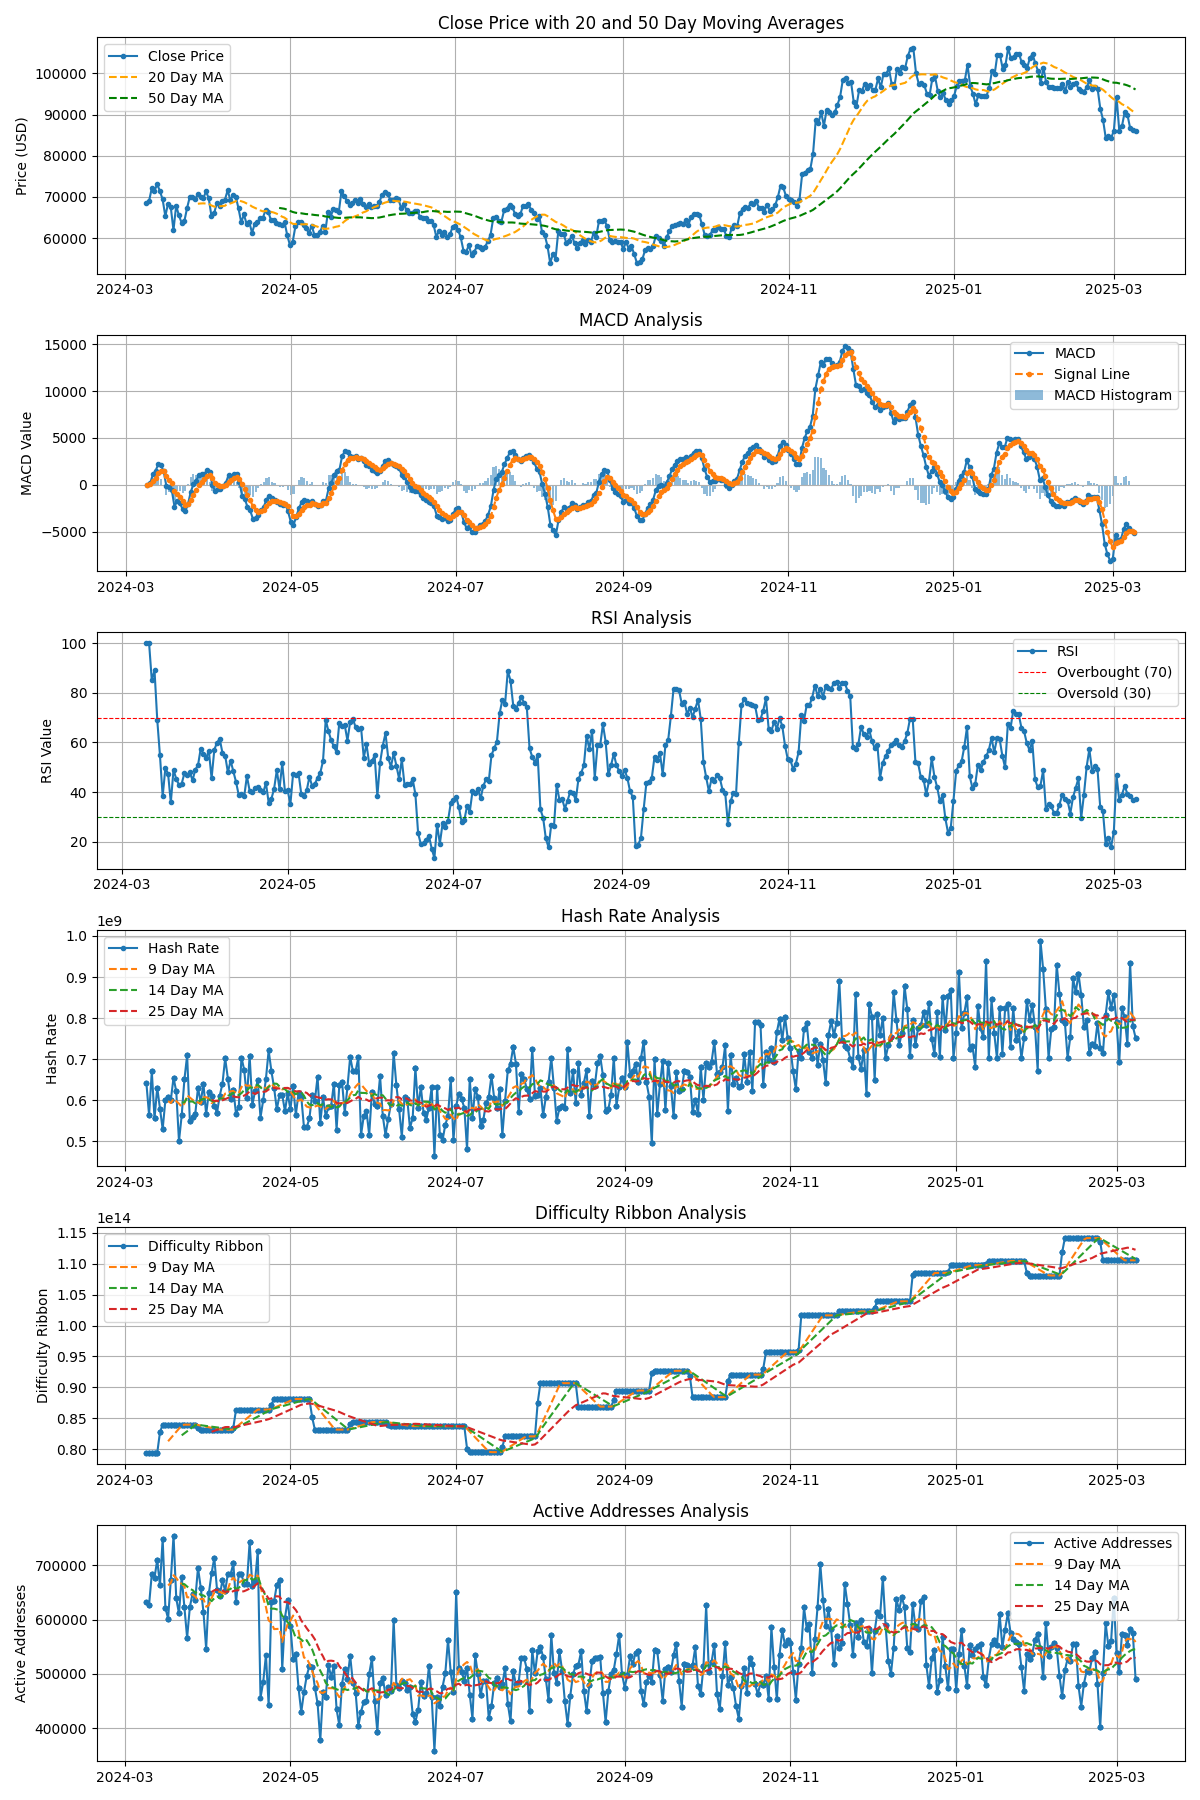 Close Price with 20 and 50 Day Moving Averages
Close Price
20 Day MA
50 Day MA
Price (USD)
100000
90000
80000
70000
60000
2024-03
2024-05
2024-07
2024-09
2024-11
2025-01
2025-03
MACD Analysis
MACD
Signal Line
MACD Histogram
MACD Value
15000
10000
5000
0
−5000
2024-03
2024-05
2024-07
2024-09
2024-11
2025-01
2025-03
RSI Analysis
RSI
Overbought (70)
Oversold (30)
RSI Value
100
80
60
40
20
2024-03
2024-05
2024-07
2024-09
2024-11
2025-01
2025-03
Hash Rate Analysis
1e9
Hash Rate
9 Day MA
14 Day MA
25 Day MA
Hash Rate
1.0
0.9
0.8
0.7
0.6
0.5
2024-03
2024-05
2024-07
2024-09
2024-11
2025-01
2025-03
Difficulty Ribbon Analysis
1e14
Difficulty Ribbon
9 Day MA
14 Day MA
25 Day MA
Difficulty Ribbon
1.15
1.10
1.05
1.00
0.95
0.90
0.85
0.80
2024-03
2024-05
2024-07
2024-09
2024-11
2025-01
2025-03
Active Addresses Analysis
Active Addresses
9 Day MA
14 Day MA
25 Day MA
Active Addresses
700000
600000
500000
400000
2024-03
2024-05
2024-07
2024-09
2024-11
2025-01
2025-03